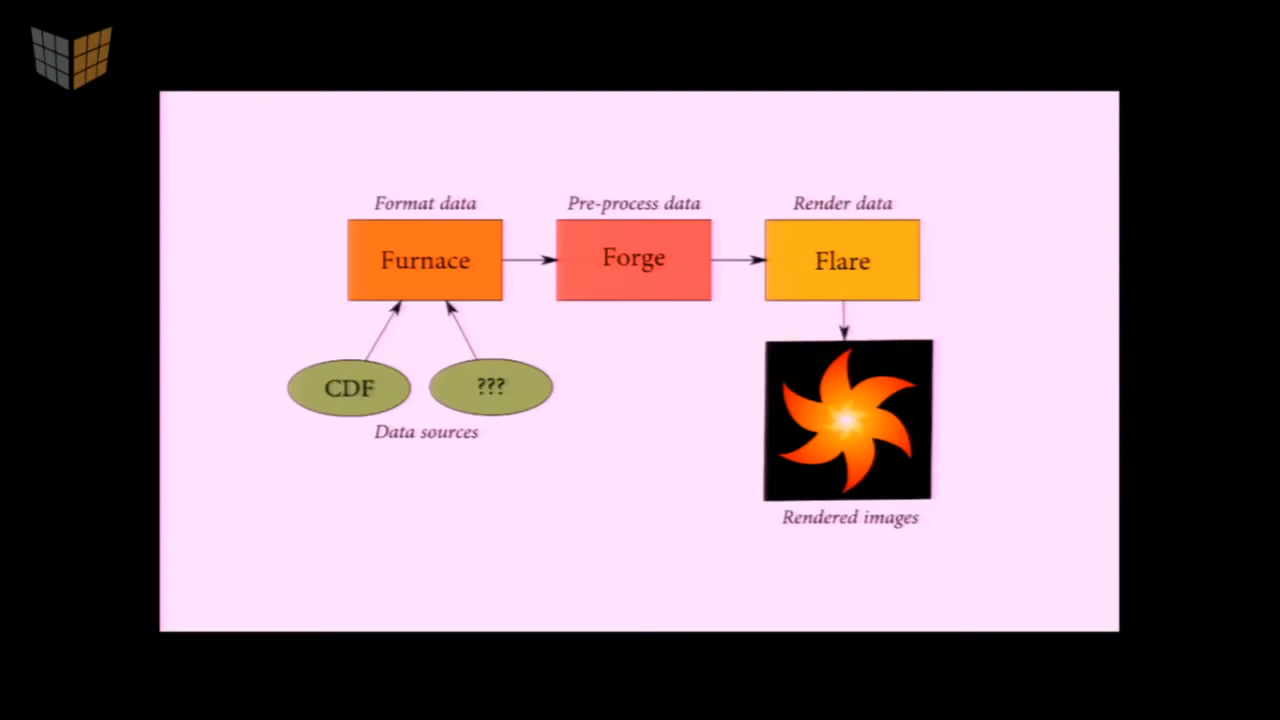 Format data
Pre-process data
Render data
Furnace
Forge
Flare
CDF
???
Data sources
Rendered images